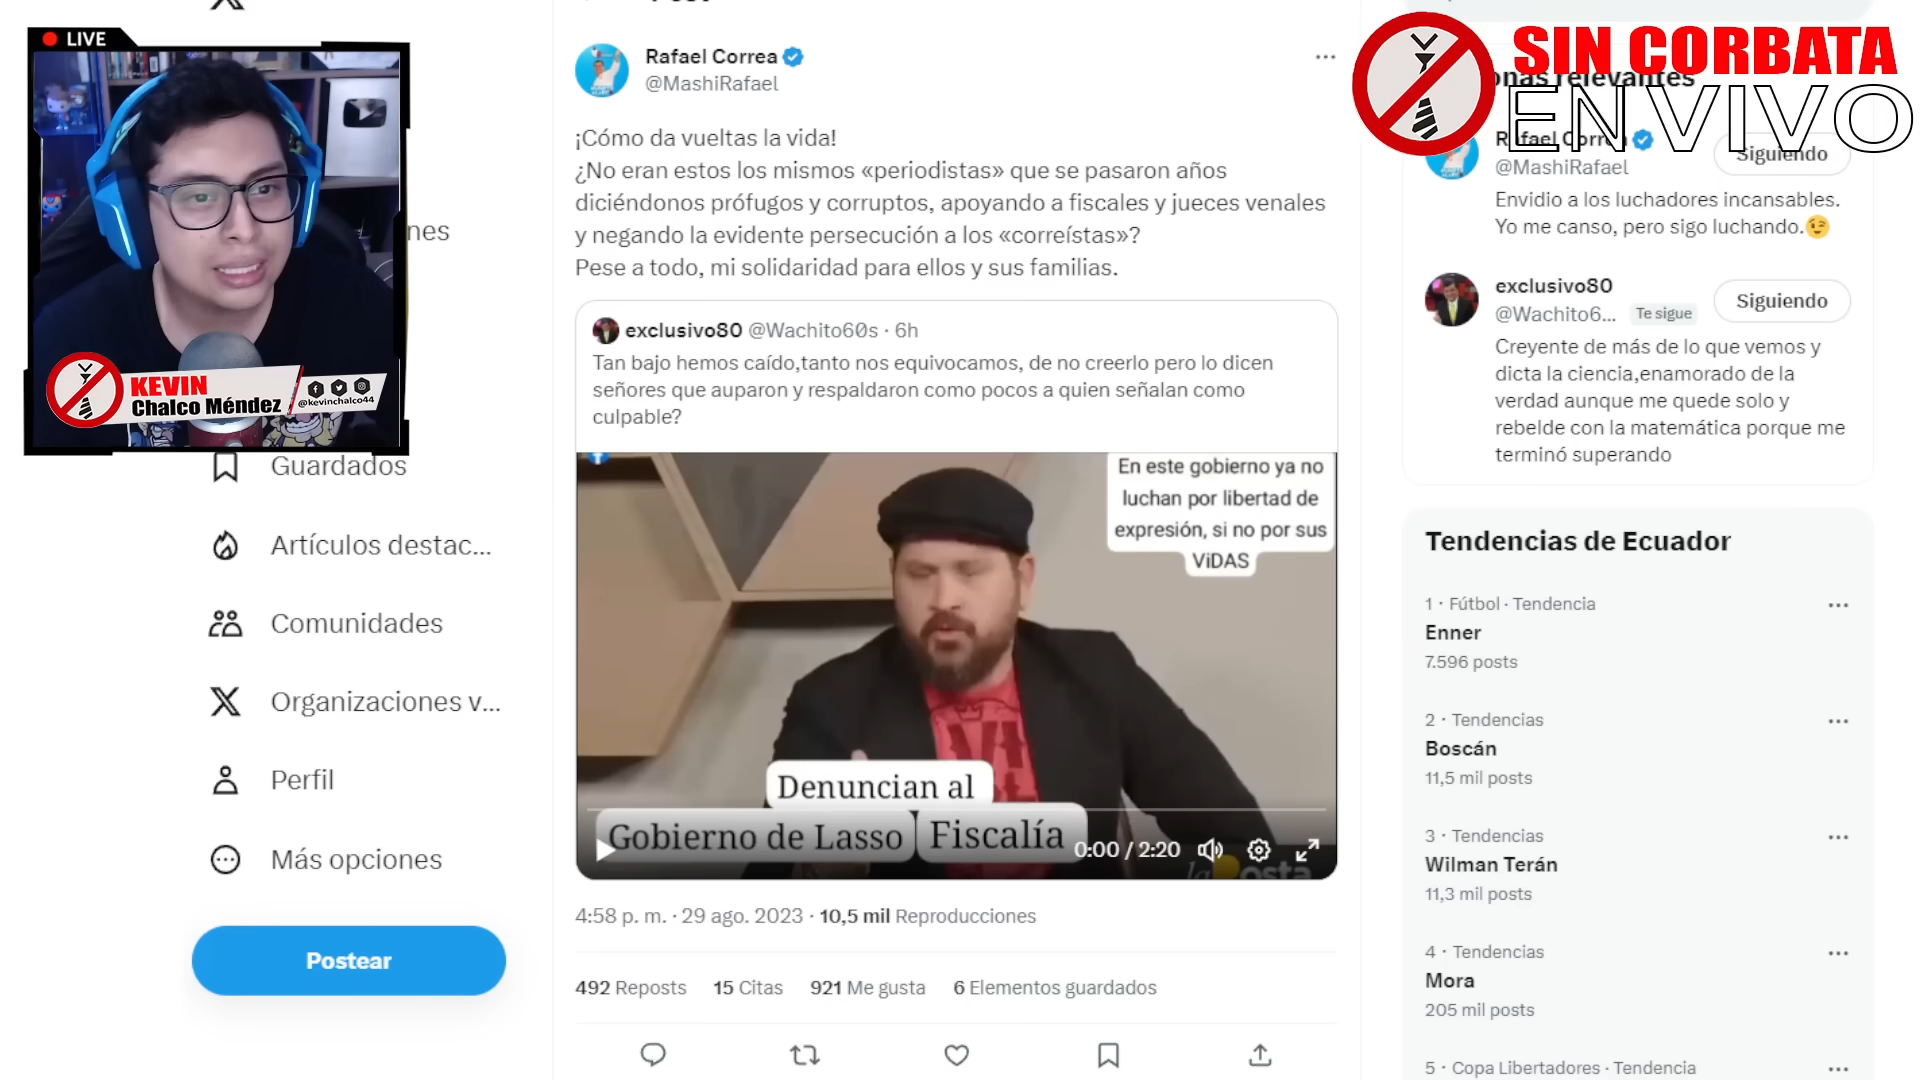 LIVE
KEVIN
Chalco Méndez
@kevinchalco44
nes
Guardados
Artículos destac...
Comunidades
Organizaciones v...
Perfil
Más opciones
Postear
Rafael Correa
@MashiRafael
¡Cómo da vueltas la vida!
¿No eran estos los mismos «periodistas» que se pasaron años
diciéndonos prófugos y corruptos, apoyando a fiscales y jueces venales
y negando la evidente persecución a los «correístas»?
Pese a todo, mi solidaridad para ellos y sus familias.
exclusivo80 @Wachito60s · 6h
Tan bajo hemos caído,tanto nos equivocamos, de no creerlo pero lo dicen
señores que auparon y respaldaron como pocos a quien señalan como
culpable?
En este gobierno ya no
luchan por libertad de
expresión, si no por sus
ViDAS
Denuncian al
Gobierno de Lasso Fiscalía
0:00 / 2:20
la posta
4:58 p. m. · 29 ago. 2023 · 10,5 mil Reproducciones
492 Reposts 15 Citas 921 Me gusta 6 Elementos guardados
SIN CORBATA
EN VIVO
onas relevantes
Rafael Correa
@MashiRafael
Siguiendo
Envidio a los luchadores incansables.
Yo me canso, pero sigo luchando.😉
exclusivo80
@Wachito6... Te sigue
Siguiendo
Creyente de más de lo que vemos y
dicta la ciencia,enamorado de la
verdad aunque me quede solo y
rebelde con la matemática porque me
terminó superando
Tendencias de Ecuador
1 · Fútbol · Tendencia
Enner
7.596 posts
2 · Tendencias
Boscán
11,5 mil posts
3 · Tendencias
Wilman Terán
11,3 mil posts
4 · Tendencias
Mora
205 mil posts
5 · Copa Libertadores · Tendencia